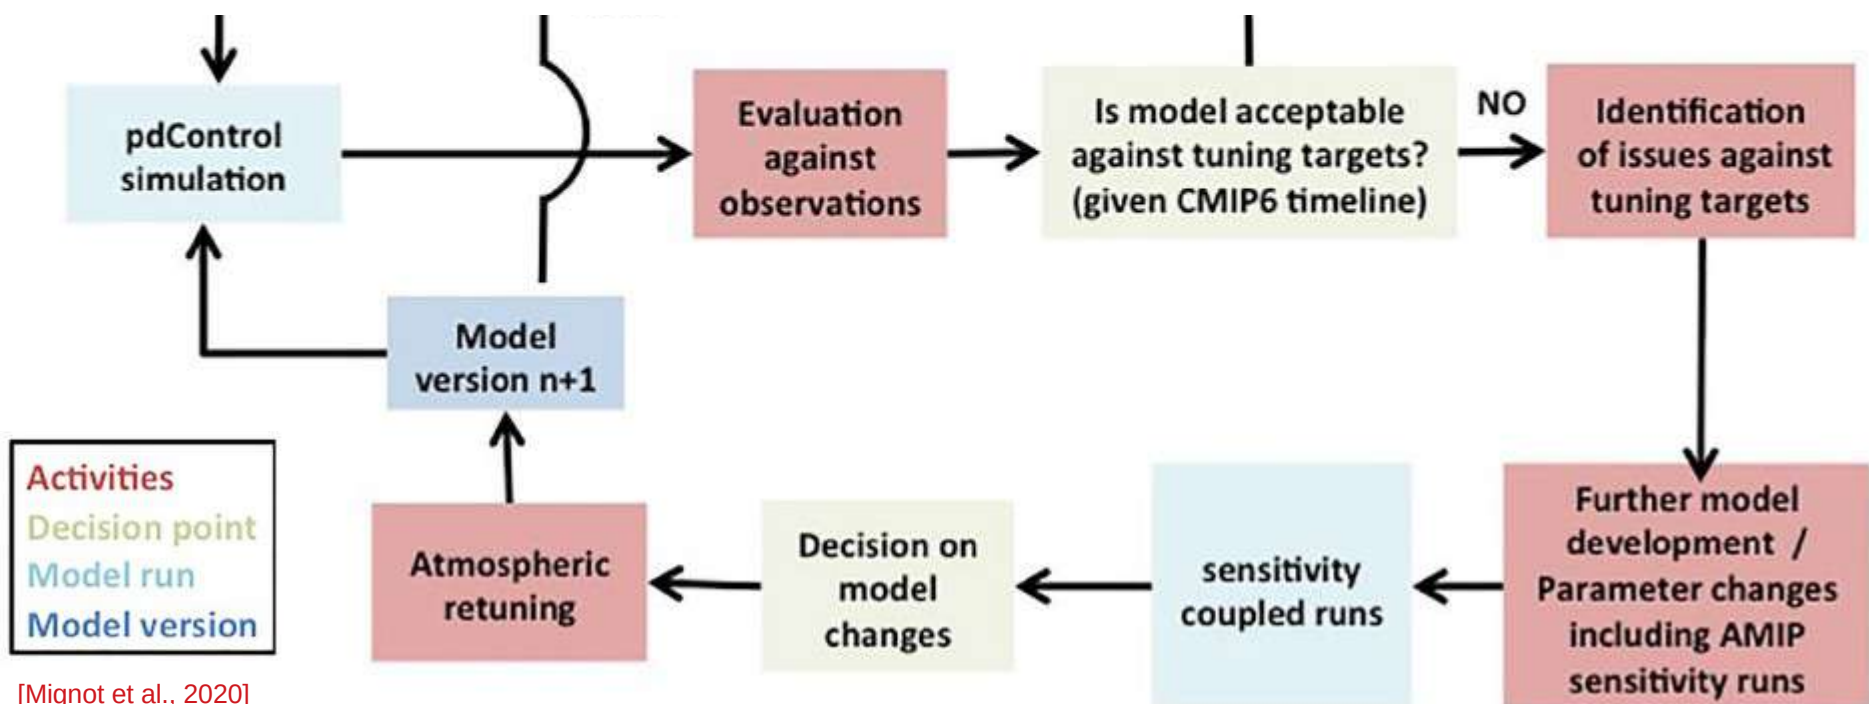 pdControl
simulation
Evaluation
against
observations
Is model acceptable
against tuning targets?
(given CMIP6 timeline)
NO
Identification
of issues against
tuning targets
Model
version n+1
Activities
Decision point
Model run
Model version
Atmospheric
retuning
Decision on
model
changes
sensitivity
coupled runs
Further model
development /
Parameter changes
including AMIP
sensitivity runs
[Mignot et al., 2020]